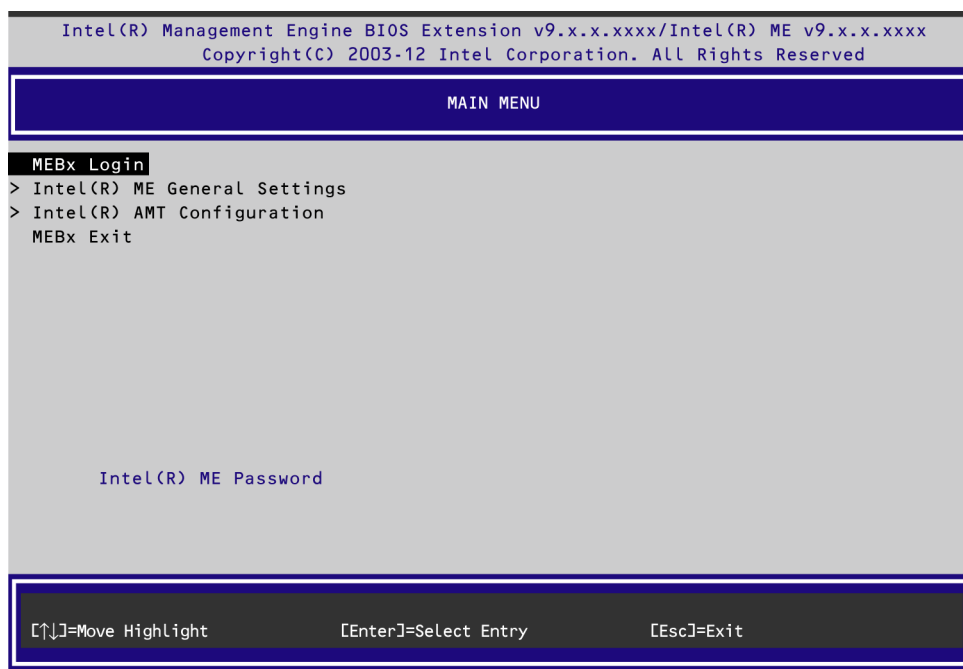 Intel(R) Management Engine BIOS Extension v9.x.x.xxxx/Intel(R) ME v9.x.x.xxxx
Copyright(C) 2003-12 Intel Corporation. All Rights Reserved
MAIN MENU
MEBx Login
> Intel(R) ME General Settings
> Intel(R) AMT Configuration
MEBx Exit
Intel(R) ME Password
[↑↓]=Move Highlight [Enter]=Select Entry [Esc]=Exit